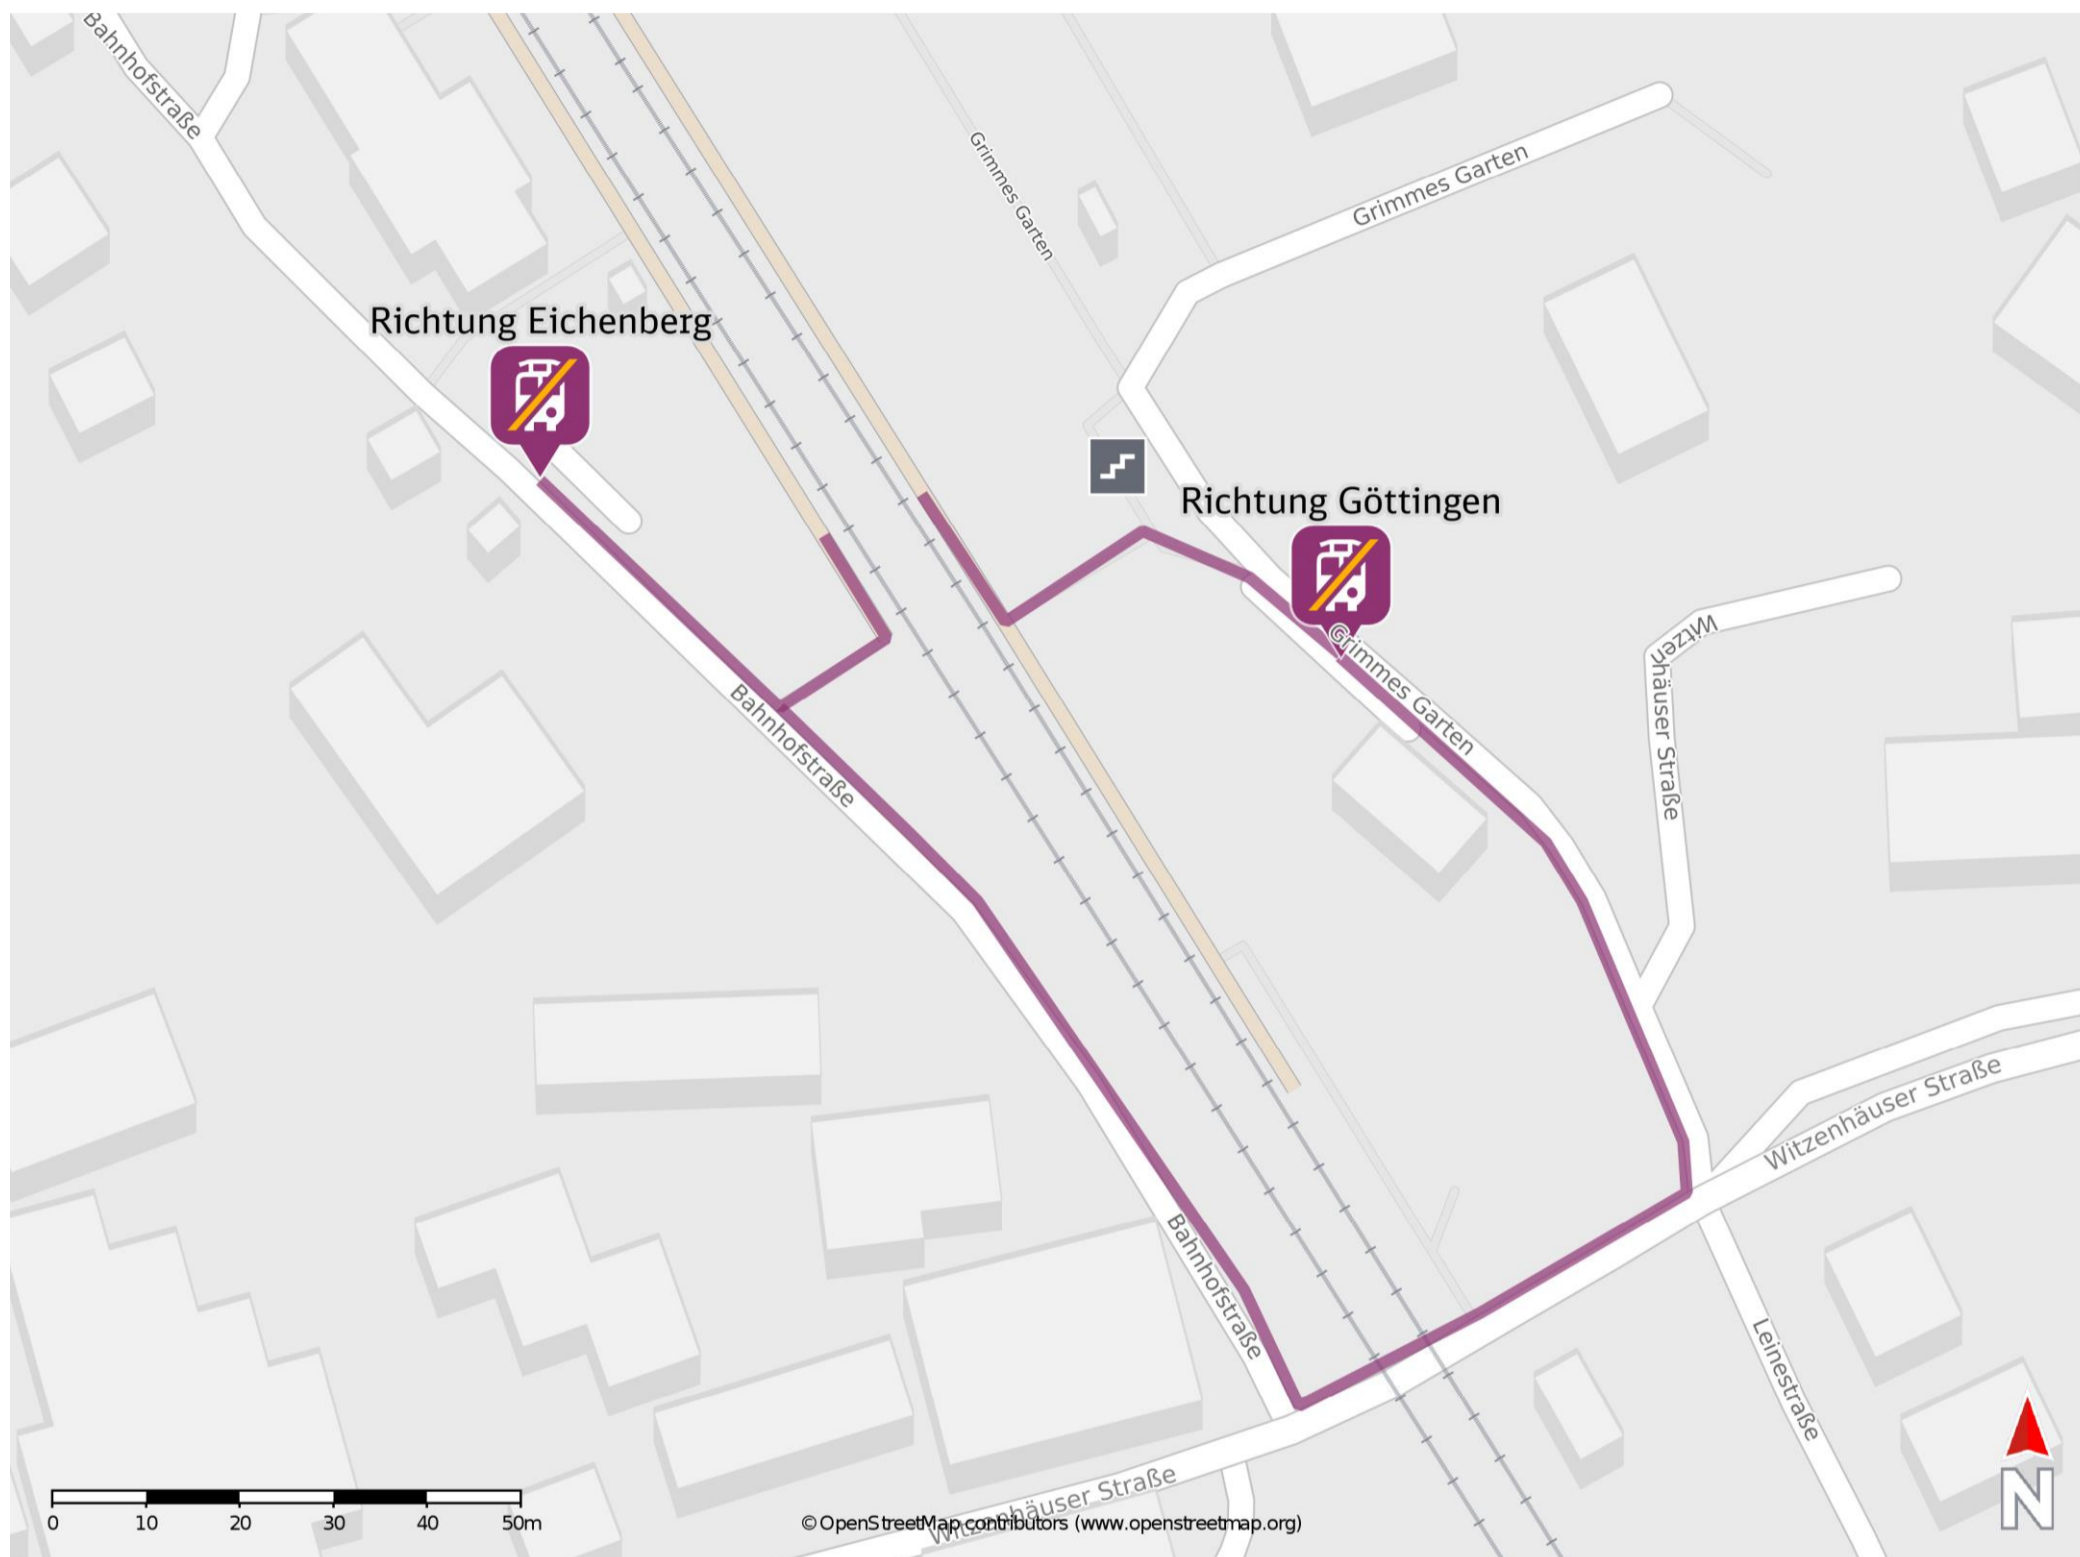 Bahnhofstraße
Grimmes Garten
Grimmes Garten
Richtung Eichenberg
Richtung Göttingen
Grimmes Garten
Witzenhäuser Straße
Bahnhofstraße
Witzenhäuser Straße
Bahnhofstraße
Leinestraße
Witzenhäuser Straße
0 10 20 30 40 50m
© OpenStreetMap contributors (www.openstreetmap.org)
N